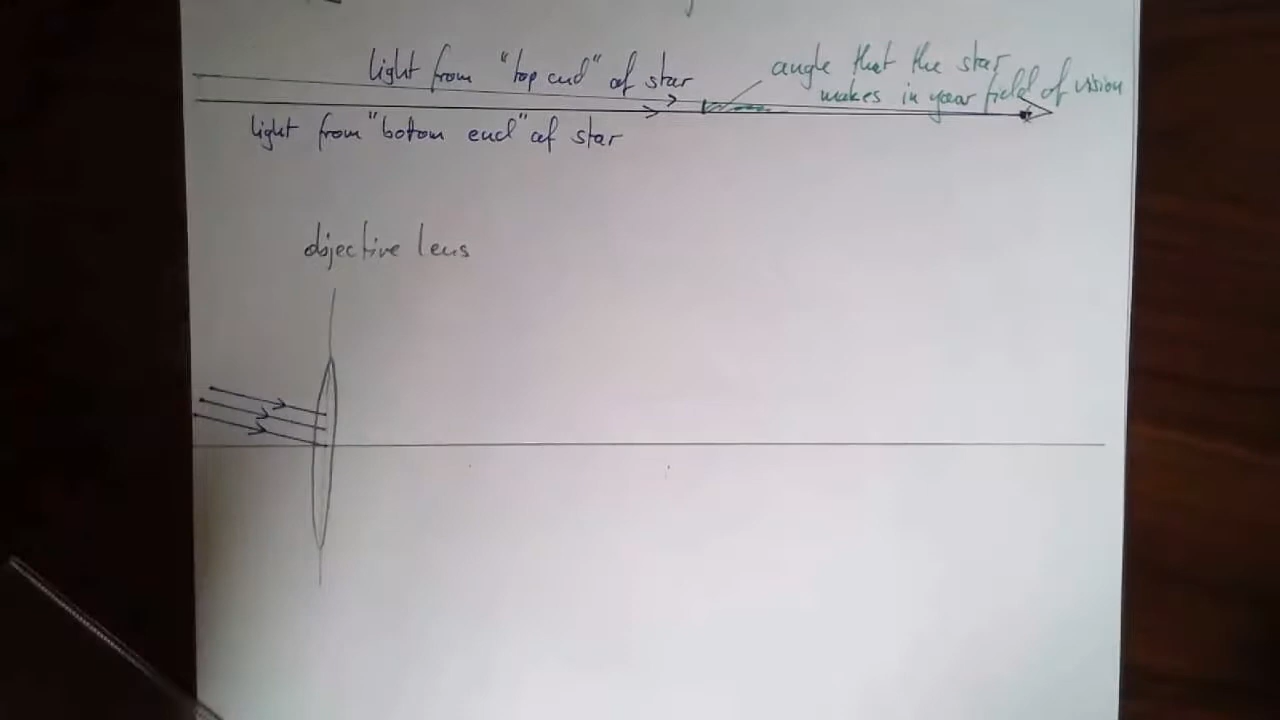 light from "top end" of star
angle that the star
makes in your field of vision
light from "bottom end" of star
objective lens